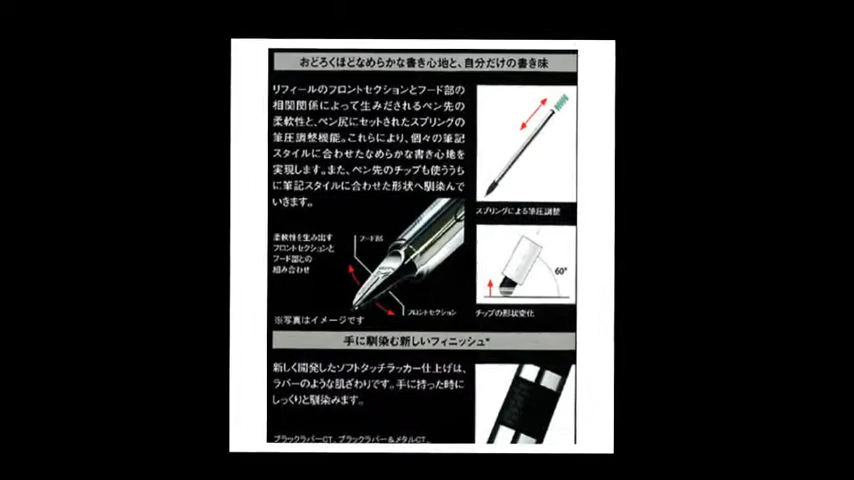 おどろくほどなめらかな書き心地と、自分だけの書き味
リフィールのフロントセクションとフード部の
相関関係によって生みだされるペン先の
柔軟性と、ペン尻にセットされたスプリングの
筆圧調整機能。これらにより、個々の筆記
スタイルに合わせたなめらかな書き心地を
実現します。また、ペン先のチップも使ううち
に筆記スタイルに合わせた形状へ馴染んで
いきます。
スプリングによる筆圧調整
柔軟性を生み出す
フロントセクションと
フード部との
組み合わせ
フード部
フロントセクション
※写真はイメージです
60°
チップの形状変化
手に馴染む新しいフィニッシュ*
新しく開発したソフトタッチラッカー仕上げは、
ラバーのような肌ざわりです。手に持った時に
しっくりと馴染みます。
ブラックラバーCT、ブラックラバー&メタルCT。